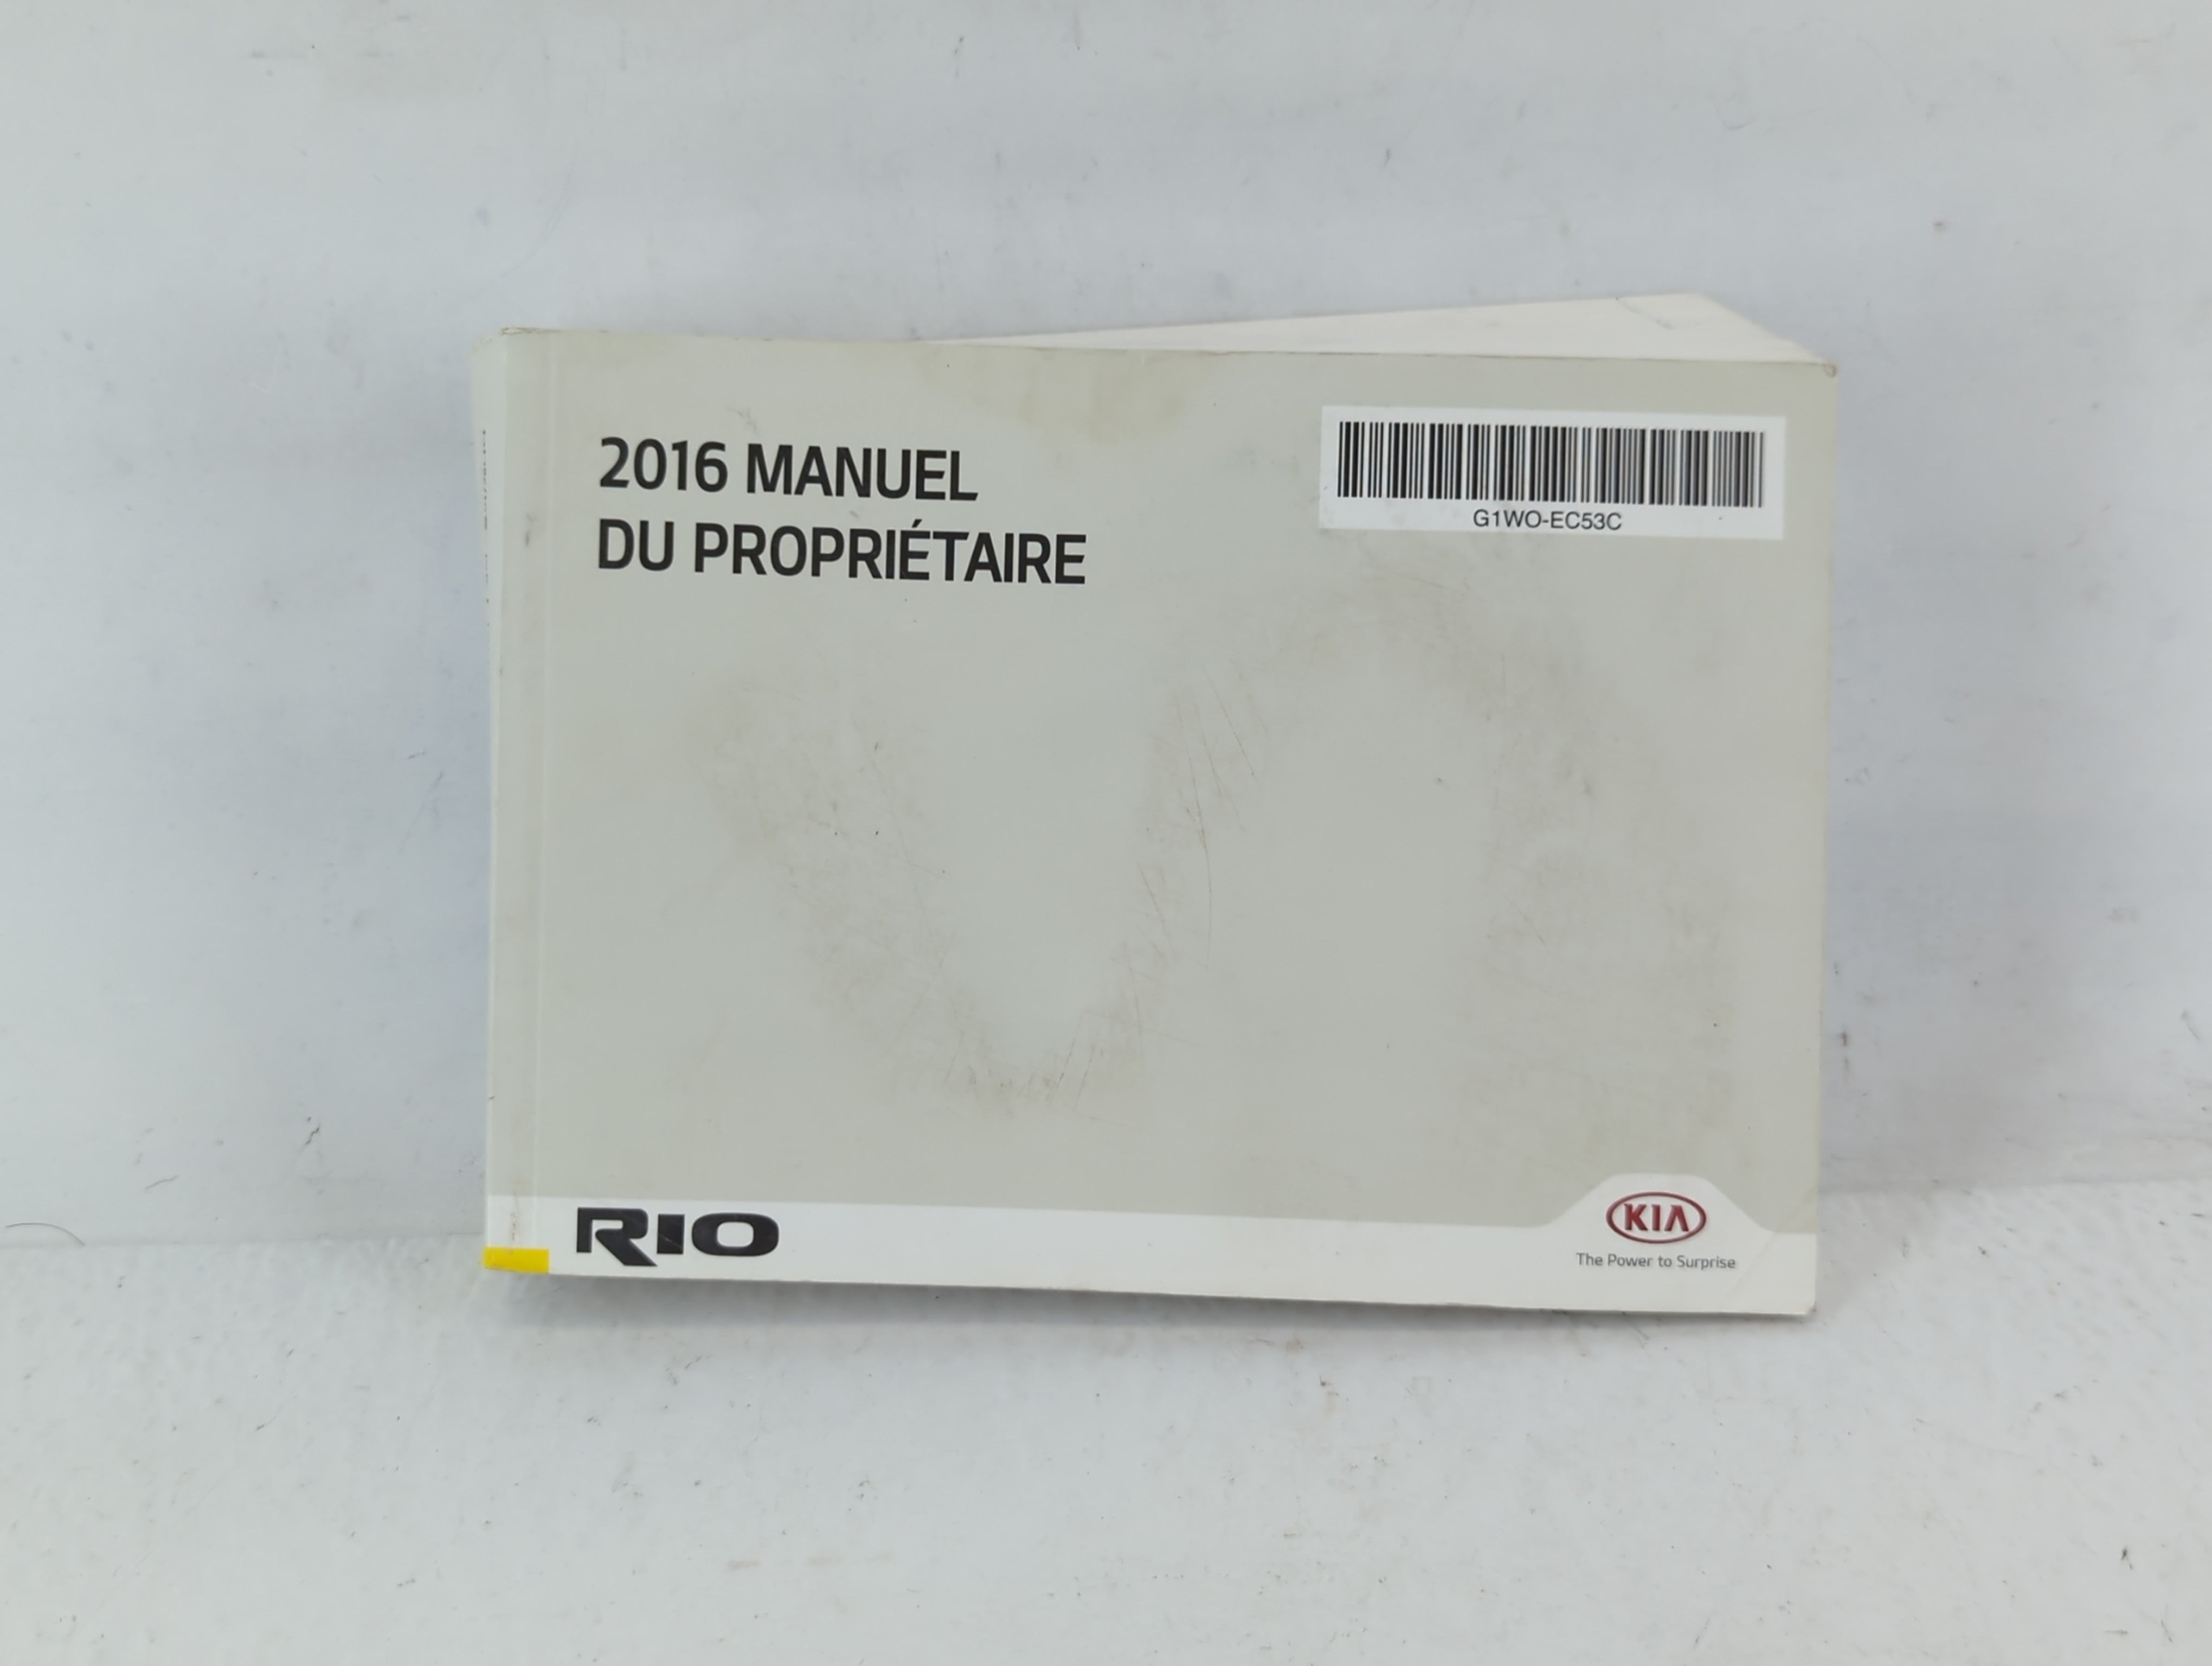 2016 MANUEL
DU PROPRIÉTAIRE
G1WO-EC53C
RIO
KIA
The Power to Surprise